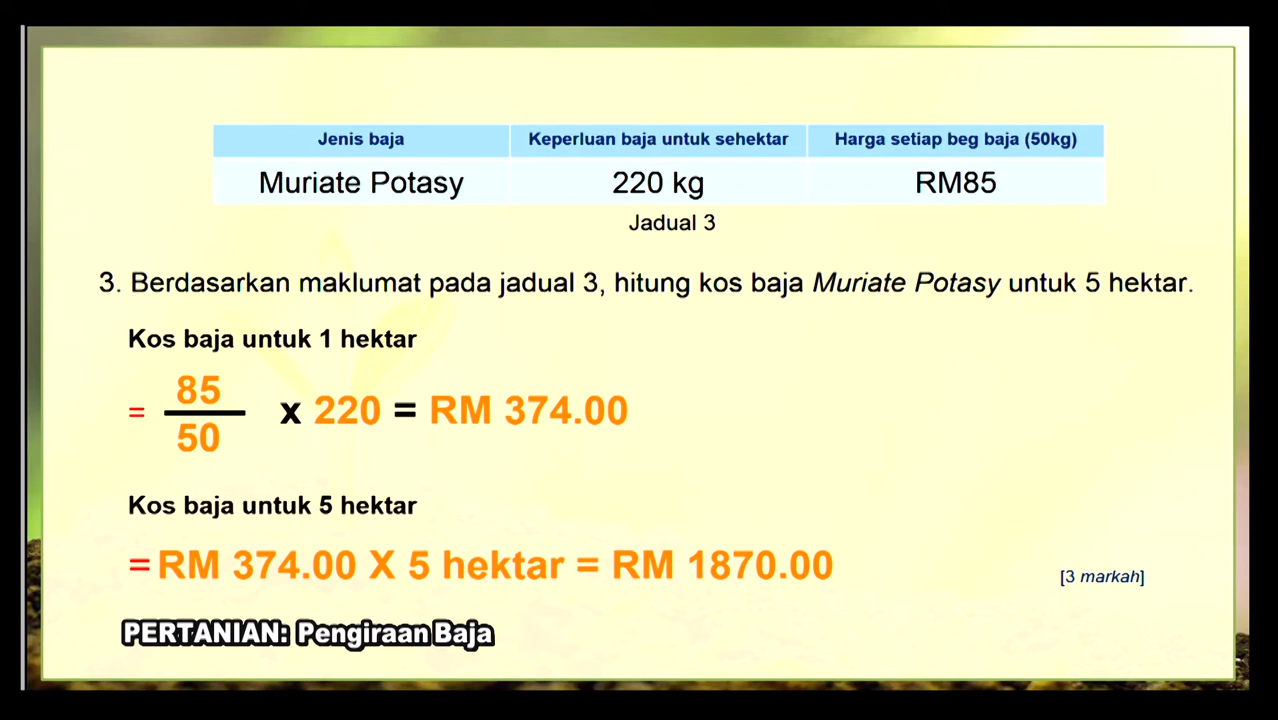 Jenis baja Keperluan baja untuk sehektar Harga setiap beg baja (50kg)
Muriate Potasy 220 kg RM85
Jadual 3
3. Berdasarkan maklumat pada jadual 3, hitung kos baja Muriate Potasy untuk 5 hektar.
Kos baja untuk 1 hektar
= 85/50 x 220 = RM 374.00
Kos baja untuk 5 hektar
= RM 374.00 X 5 hektar = RM 1870.00
[3 markah]
PERTANIAN: Pengiraan Baja